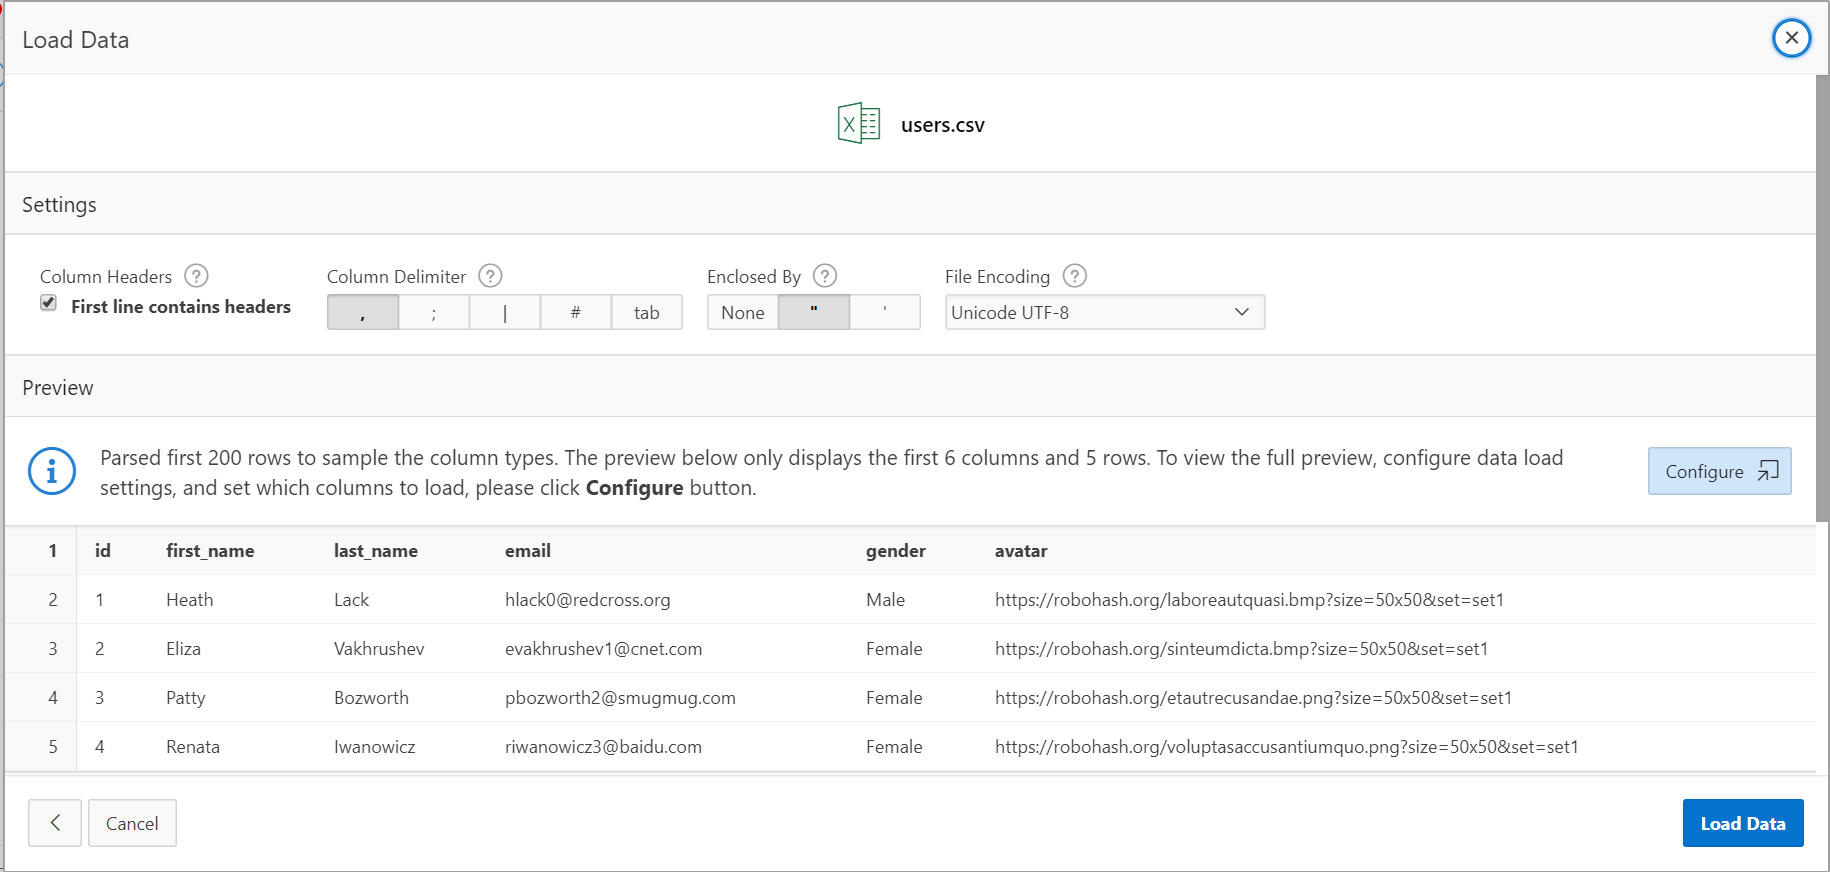 Load Data
users.csv
Settings
Column Headers ? Column Delimiter ? Enclosed By ? File Encoding ?
First line contains headers , ; | # tab None " ' Unicode UTF-8
Preview
Parsed first 200 rows to sample the column types. The preview below only displays the first 6 columns and 5 rows. To view the full preview, configure data load
settings, and set which columns to load, please click Configure button.
Configure
1 id first_name last_name email gender avatar
2 1 Heath Lack hlack0@redcross.org Male https://robohash.org/laboreautquasi.bmp?size=50x50&set=set1
3 2 Eliza Vakhrushev evakhrushev1@cnet.com Female https://robohash.org/sinteumdicta.bmp?size=50x50&set=set1
4 3 Patty Bozworth pbozworth2@smugmug.com Female https://robohash.org/etautrecusandae.png?size=50x50&set=set1
5 4 Renata Iwanowicz riwanowicz3@baidu.com Female https://robohash.org/voluptasaccusantiumquo.png?size=50x50&set=set1
Cancel Load Data